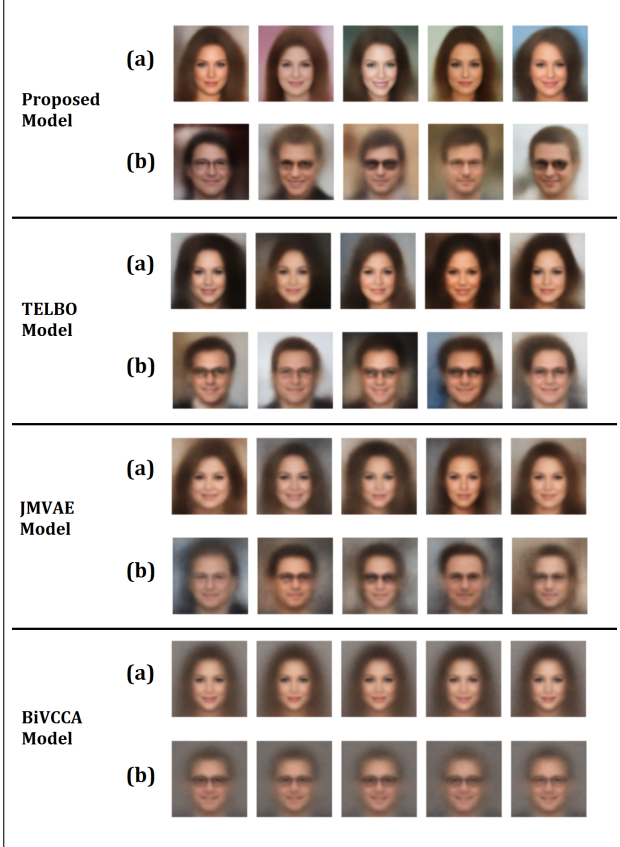 (a)
Proposed
Model
(b)
(a)
TELBO
Model
(b)
(a)
JMVAE
Model
(b)
(a)
BiVCCA
Model
(b)